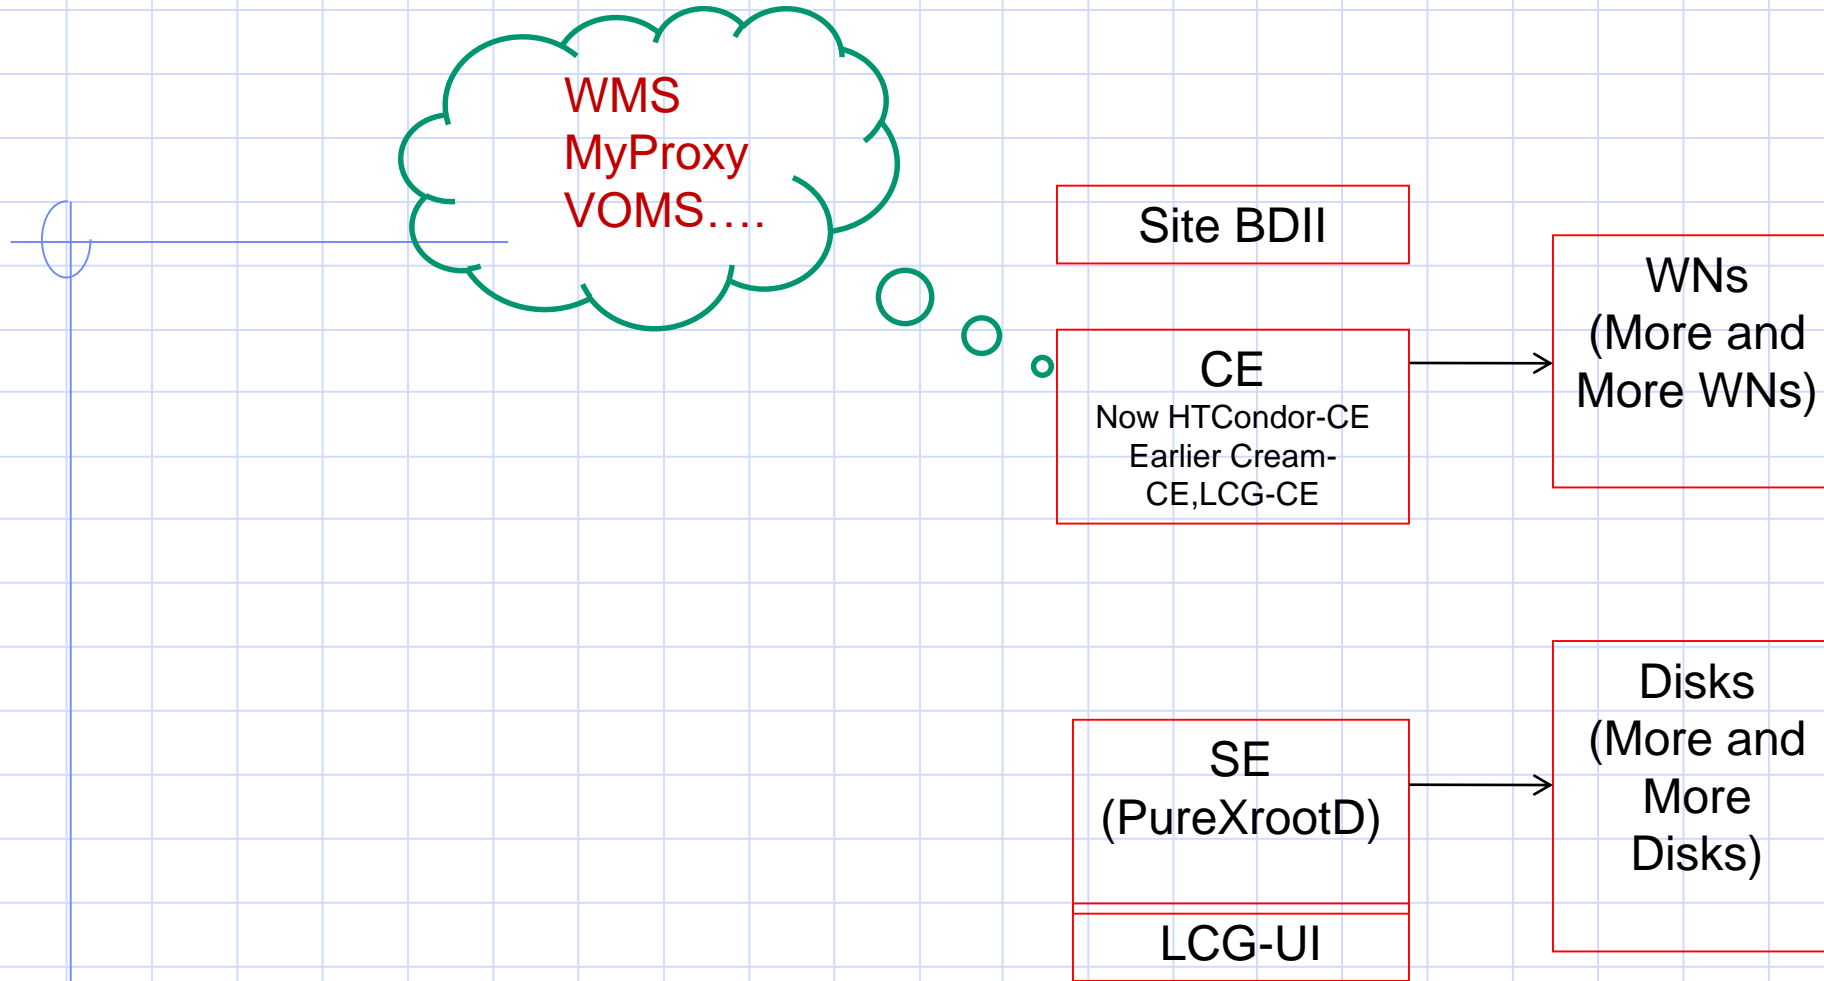 WMS
MyProxy
VOMS....
Site BDII
WNs
(More and
More WNs)
CE
Now HTCondor-CE
Earlier Cream-
CE,LCG-CE
Disks
(More and
More
Disks)
SE
(PureXrootD)
LCG-UI